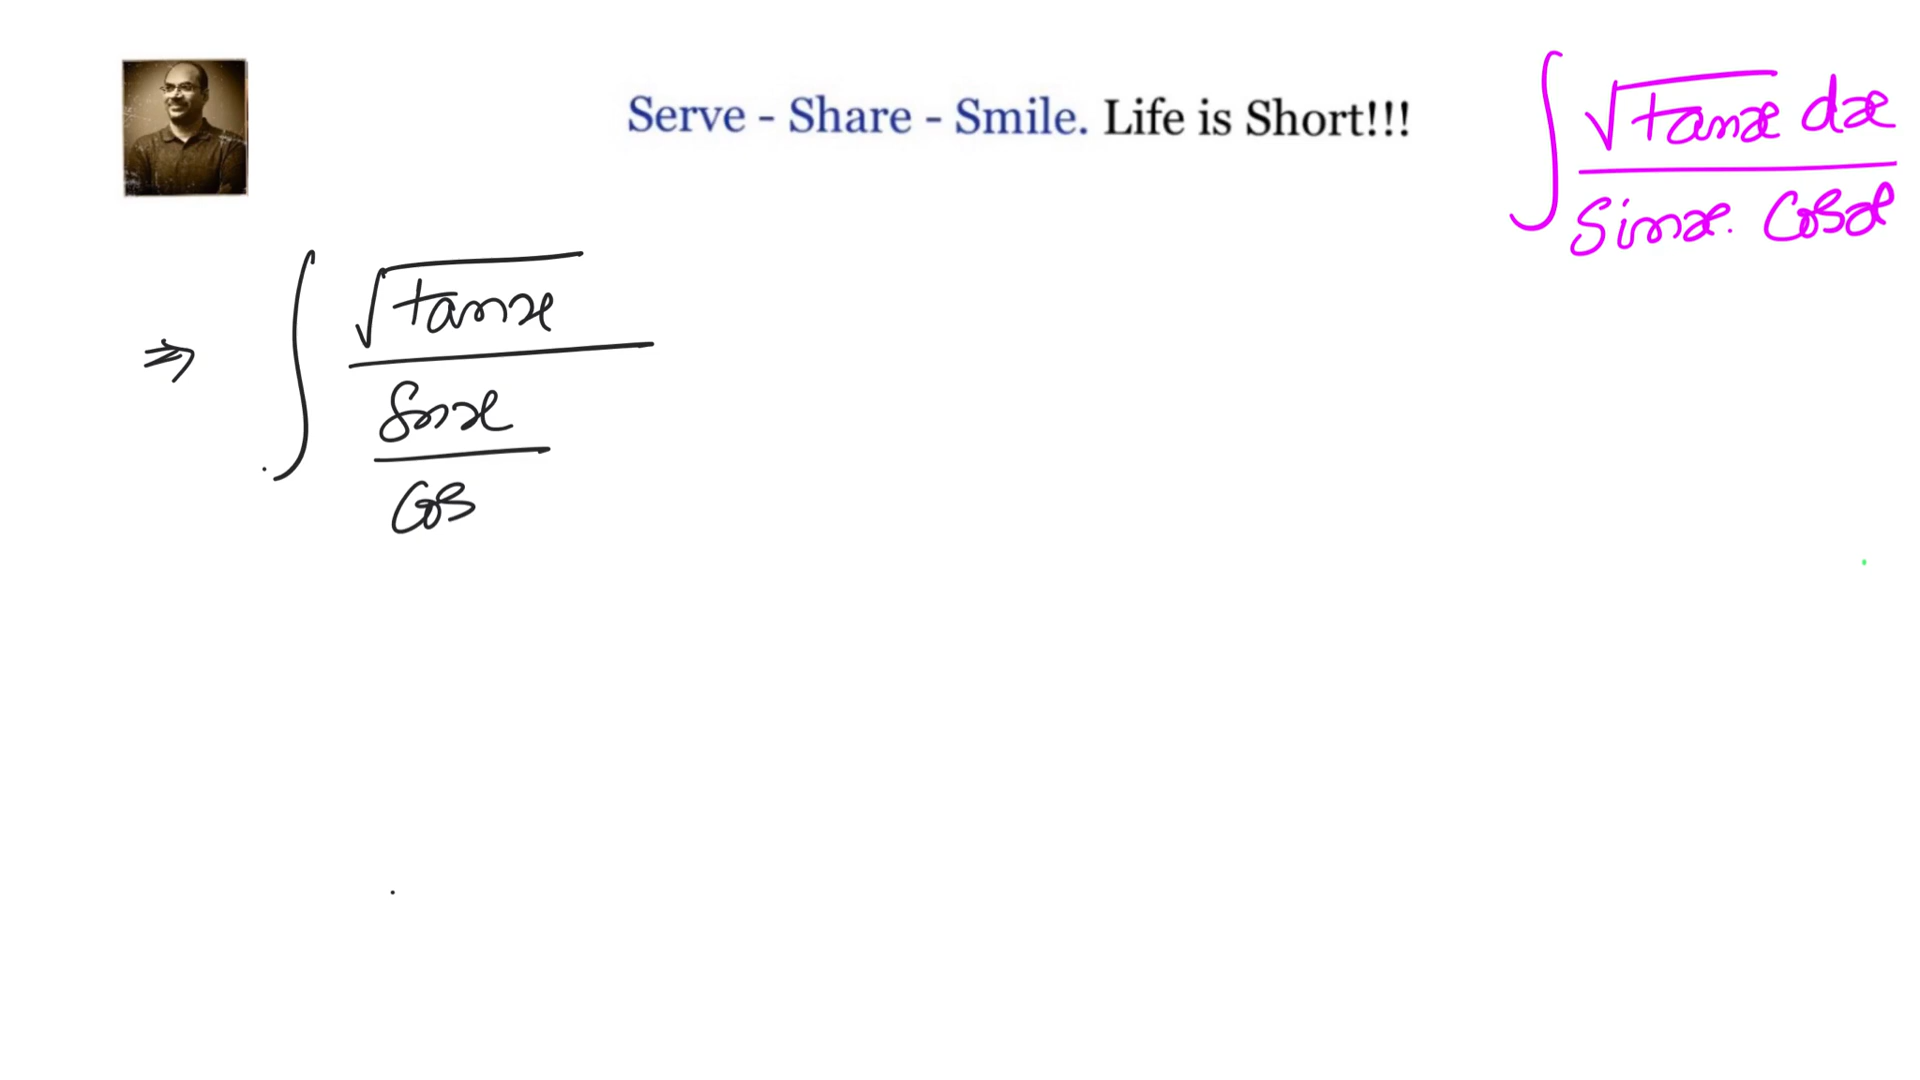 Serve - Share - Smile. Life is Short!!!
∫ √tanx dx
sinx. cosx
⇒ ∫ √tanx
sinx
cos